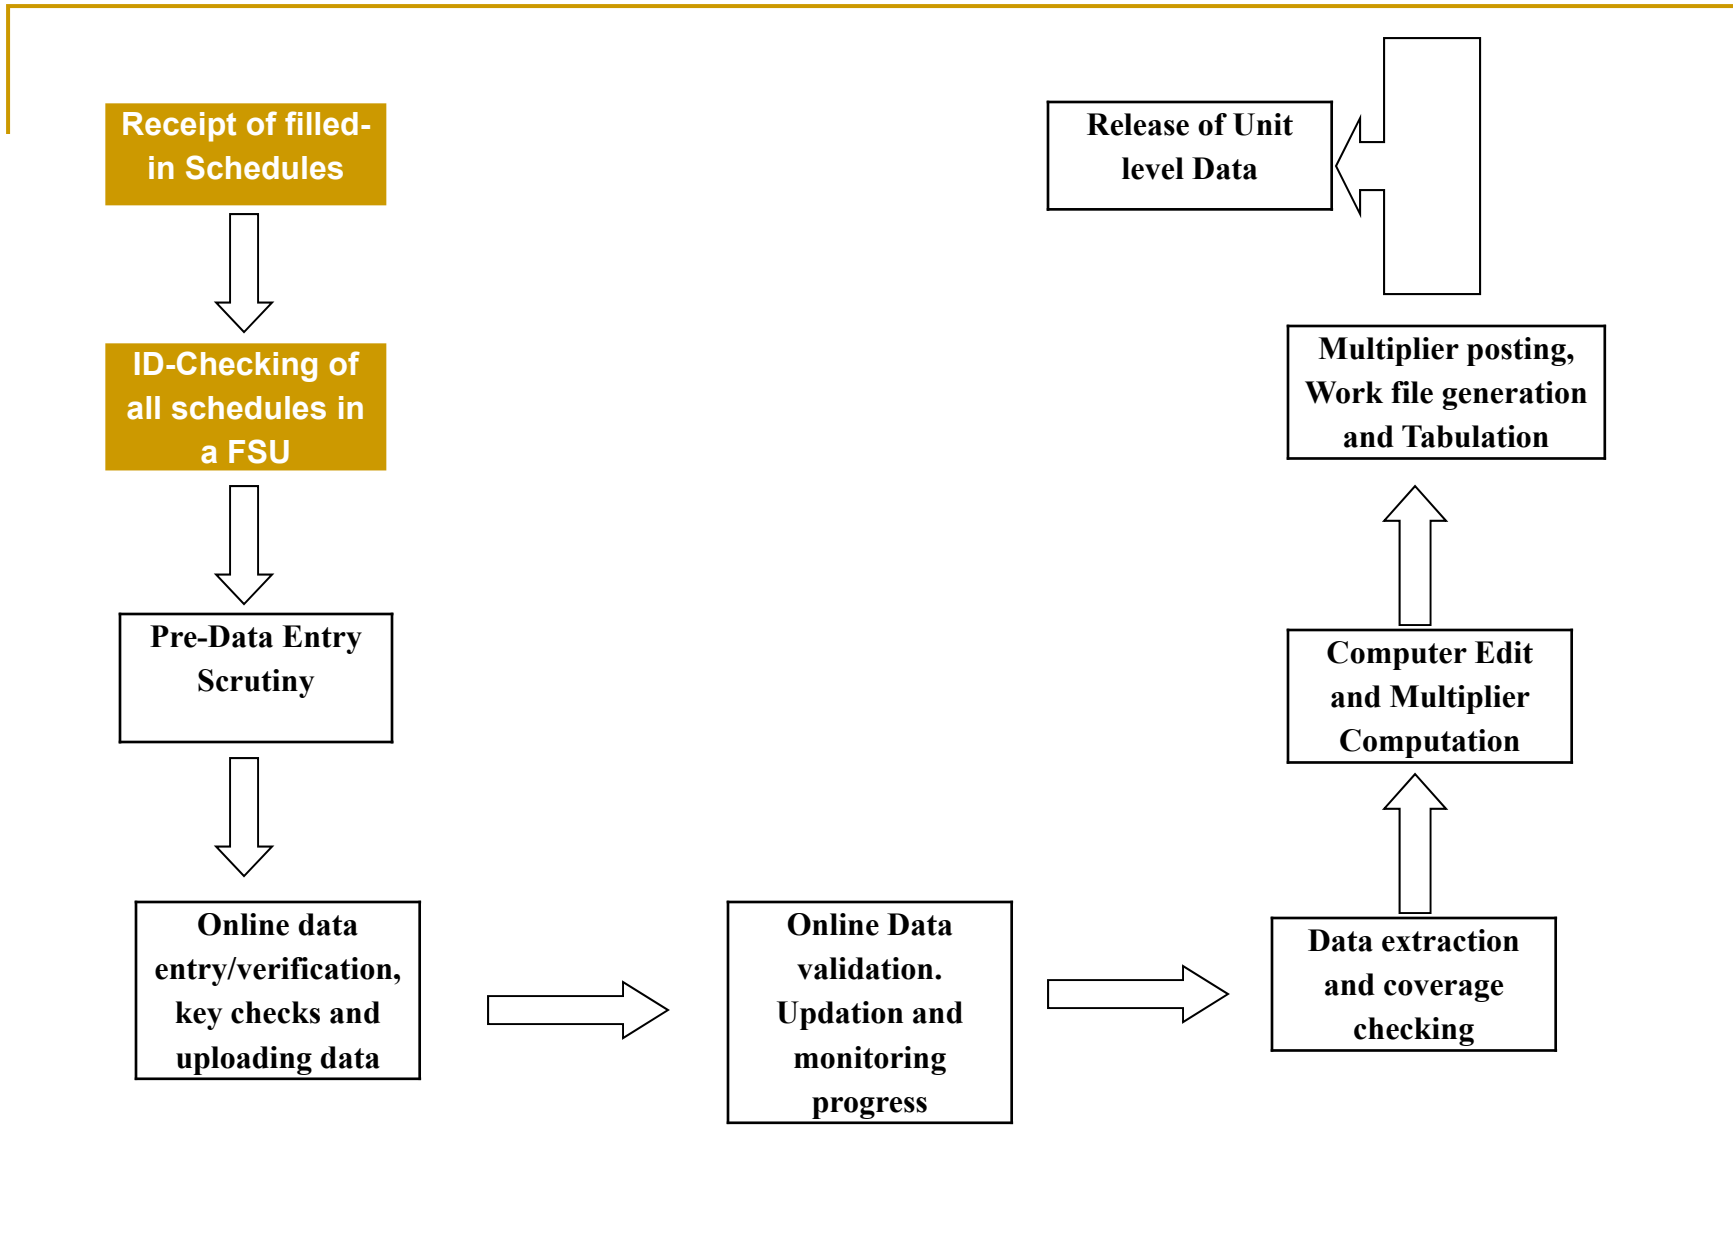 Receipt of filled-
in Schedules
ID-Checking of
all schedules in
a FSU
Pre-Data Entry
Scrutiny
Online data
entry/verification,
key checks and
uploading data
Online Data
validation.
Updation and
monitoring
progress
Data extraction
and coverage
checking
Computer Edit
and Multiplier
Computation
Multiplier posting,
Work file generation
and Tabulation
Release of Unit
level Data